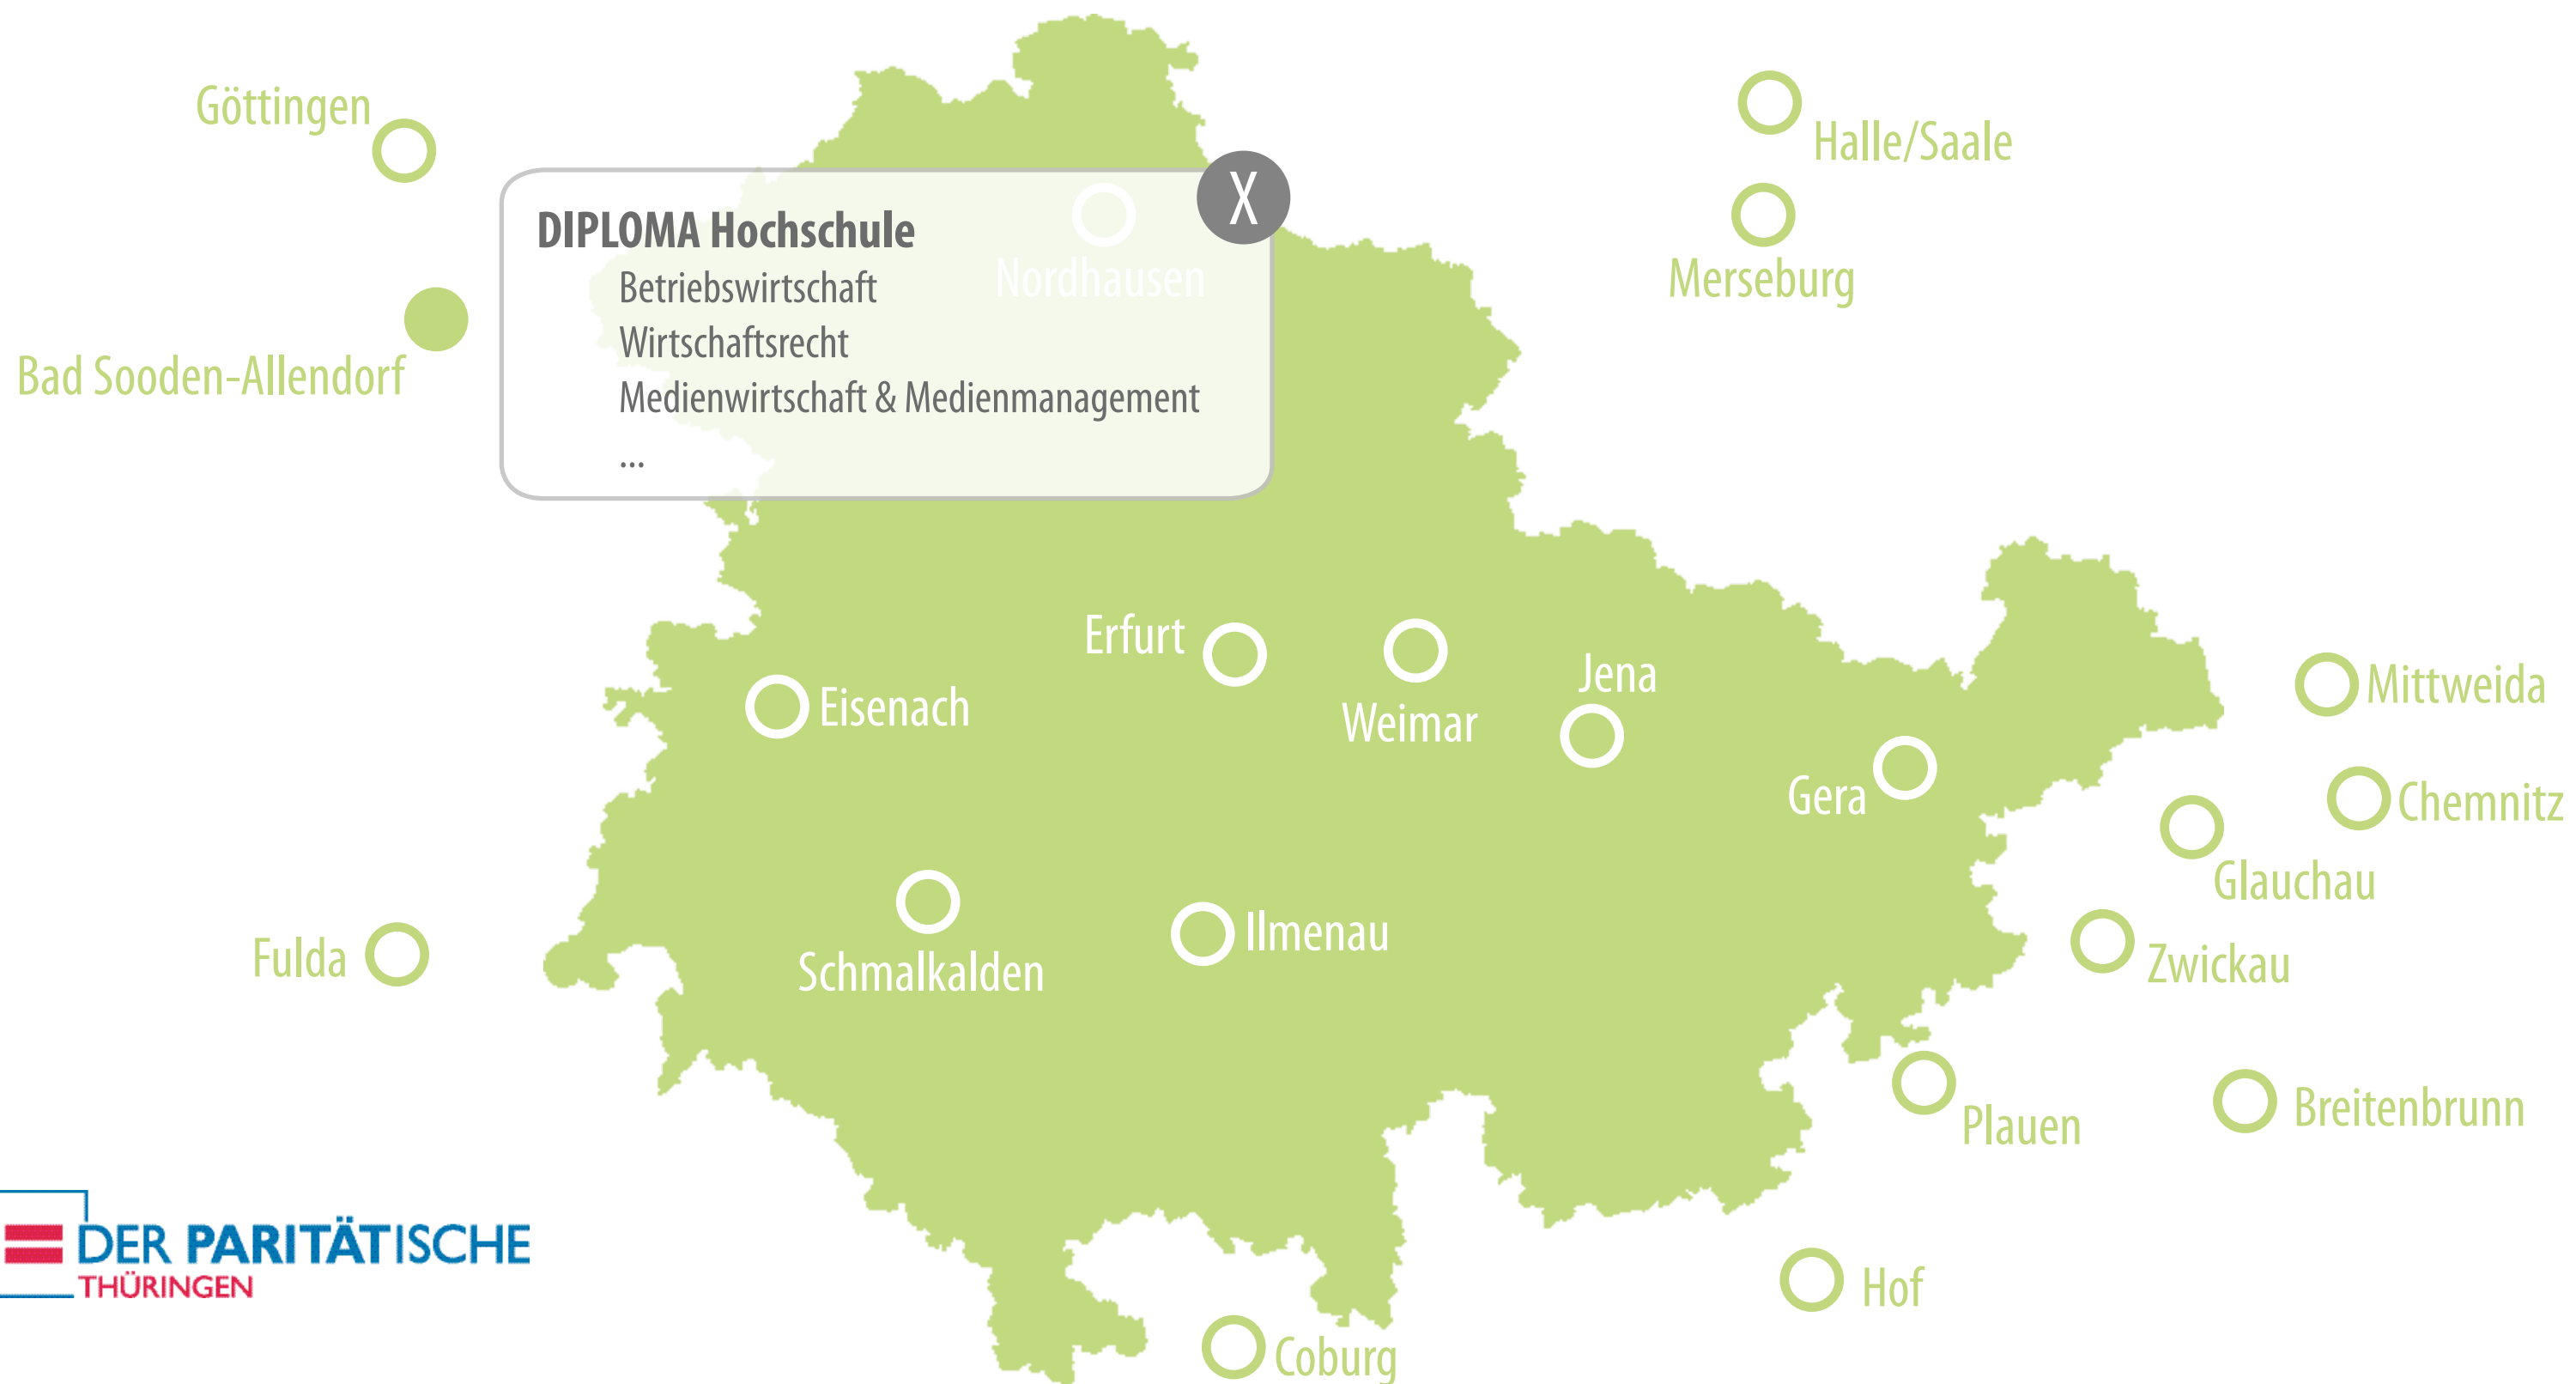 Göttingen
Halle/Saale
DIPLOMA Hochschule
X
Betriebswirtschaft
Nordhausen
Merseburg
Wirtschaftsrecht
Bad Sooden-Allendorf
Medienwirtschaft & Medienmanagement
...
Erfurt
Jena
Mittweida
Eisenach
Weimar
Gera
Chemnitz
Glauchau
Ilmenau
Fulda
Schmalkalden
Zwickau
Breitenbrunn
Plauen
DER PARITÄTISCHE
THÜRINGEN
Hof
Coburg